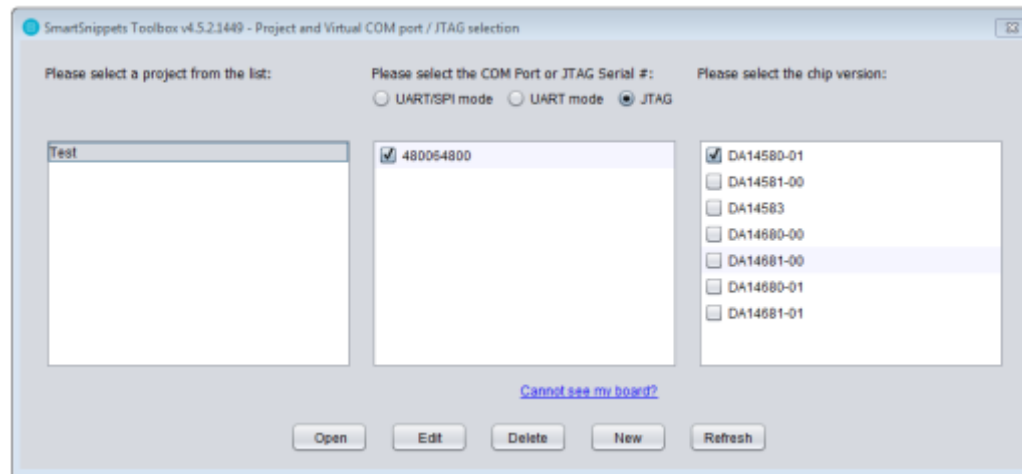 SmartSnippets Toolbox v4.5.2.1449 - Project and Virtual COM port / JTAG selection
Please select a project from the list:
Please select the COM Port or JTAG Serial #:
Please select the chip version:
UART/SPI mode
UART mode
JTAG
Test
480064800
DA14580-01
DA14581-00
DA14583
DA14680-00
DA14681-00
DA14680-01
DA14681-01
Cannot see my board?
Open
Edit
Delete
New
Refresh